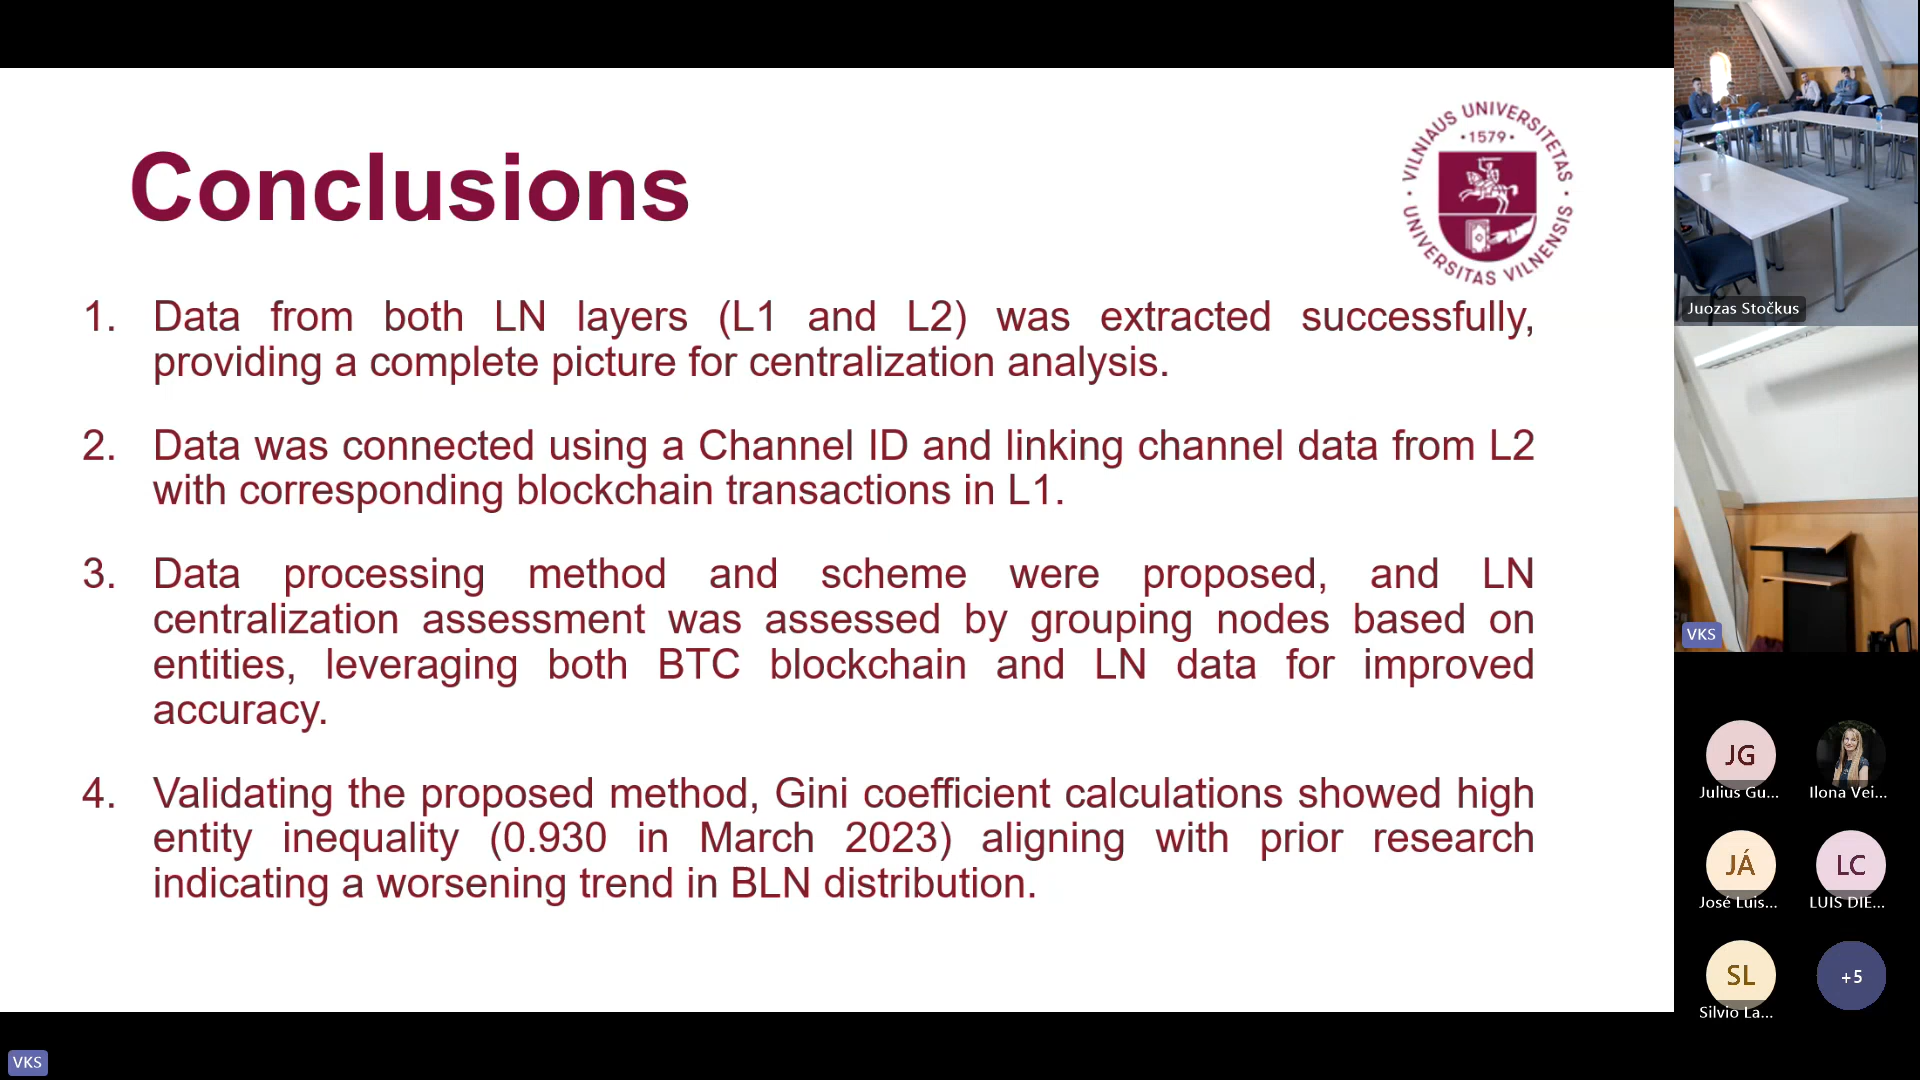 Conclusions
VILNIAUS UNIVERSITETAS
1579
UNIVERSITAS VILNENSIS
1. Data from both LN layers (L1 and L2) was extracted successfully,
providing a complete picture for centralization analysis.
2. Data was connected using a Channel ID and linking channel data from L2
with corresponding blockchain transactions in L1.
3. Data processing method and scheme were proposed, and LN
centralization assessment was assessed by grouping nodes based on
entities, leveraging both BTC blockchain and LN data for improved
accuracy.
4. Validating the proposed method, Gini coefficient calculations showed high
entity inequality (0.930 in March 2023) aligning with prior research
indicating a worsening trend in BLN distribution.
VKS
Juozas Stočkus
VKS
JG
Julius Gu...
Ilona Vei...
JÁ
José Luis...
LC
LUIS DIE...
SL
Silvio La...
+5